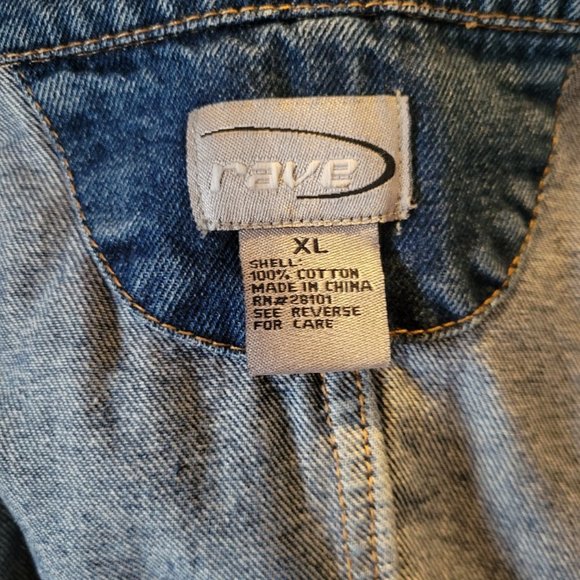 rave
XL
SHELL:
100% COTTON
MADE IN CHINA
RN#28101
SEE REVERSE
FOR CARE